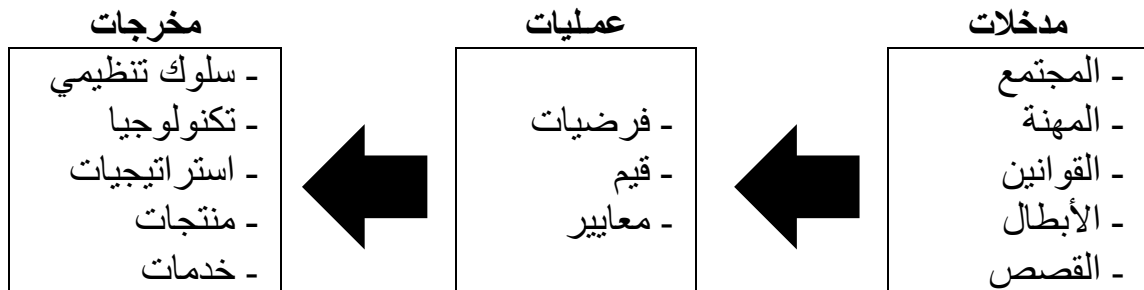 مدخلات
- المجتمع
- المهنة
- القوانين
- الأبطال
- القصص
عمليات
- فرضيات
- قيم
- معايير
مخرجات
- سلوك تنظيمي
- تكنولوجيا
- استراتيجيات
- منتجات
- خدمات